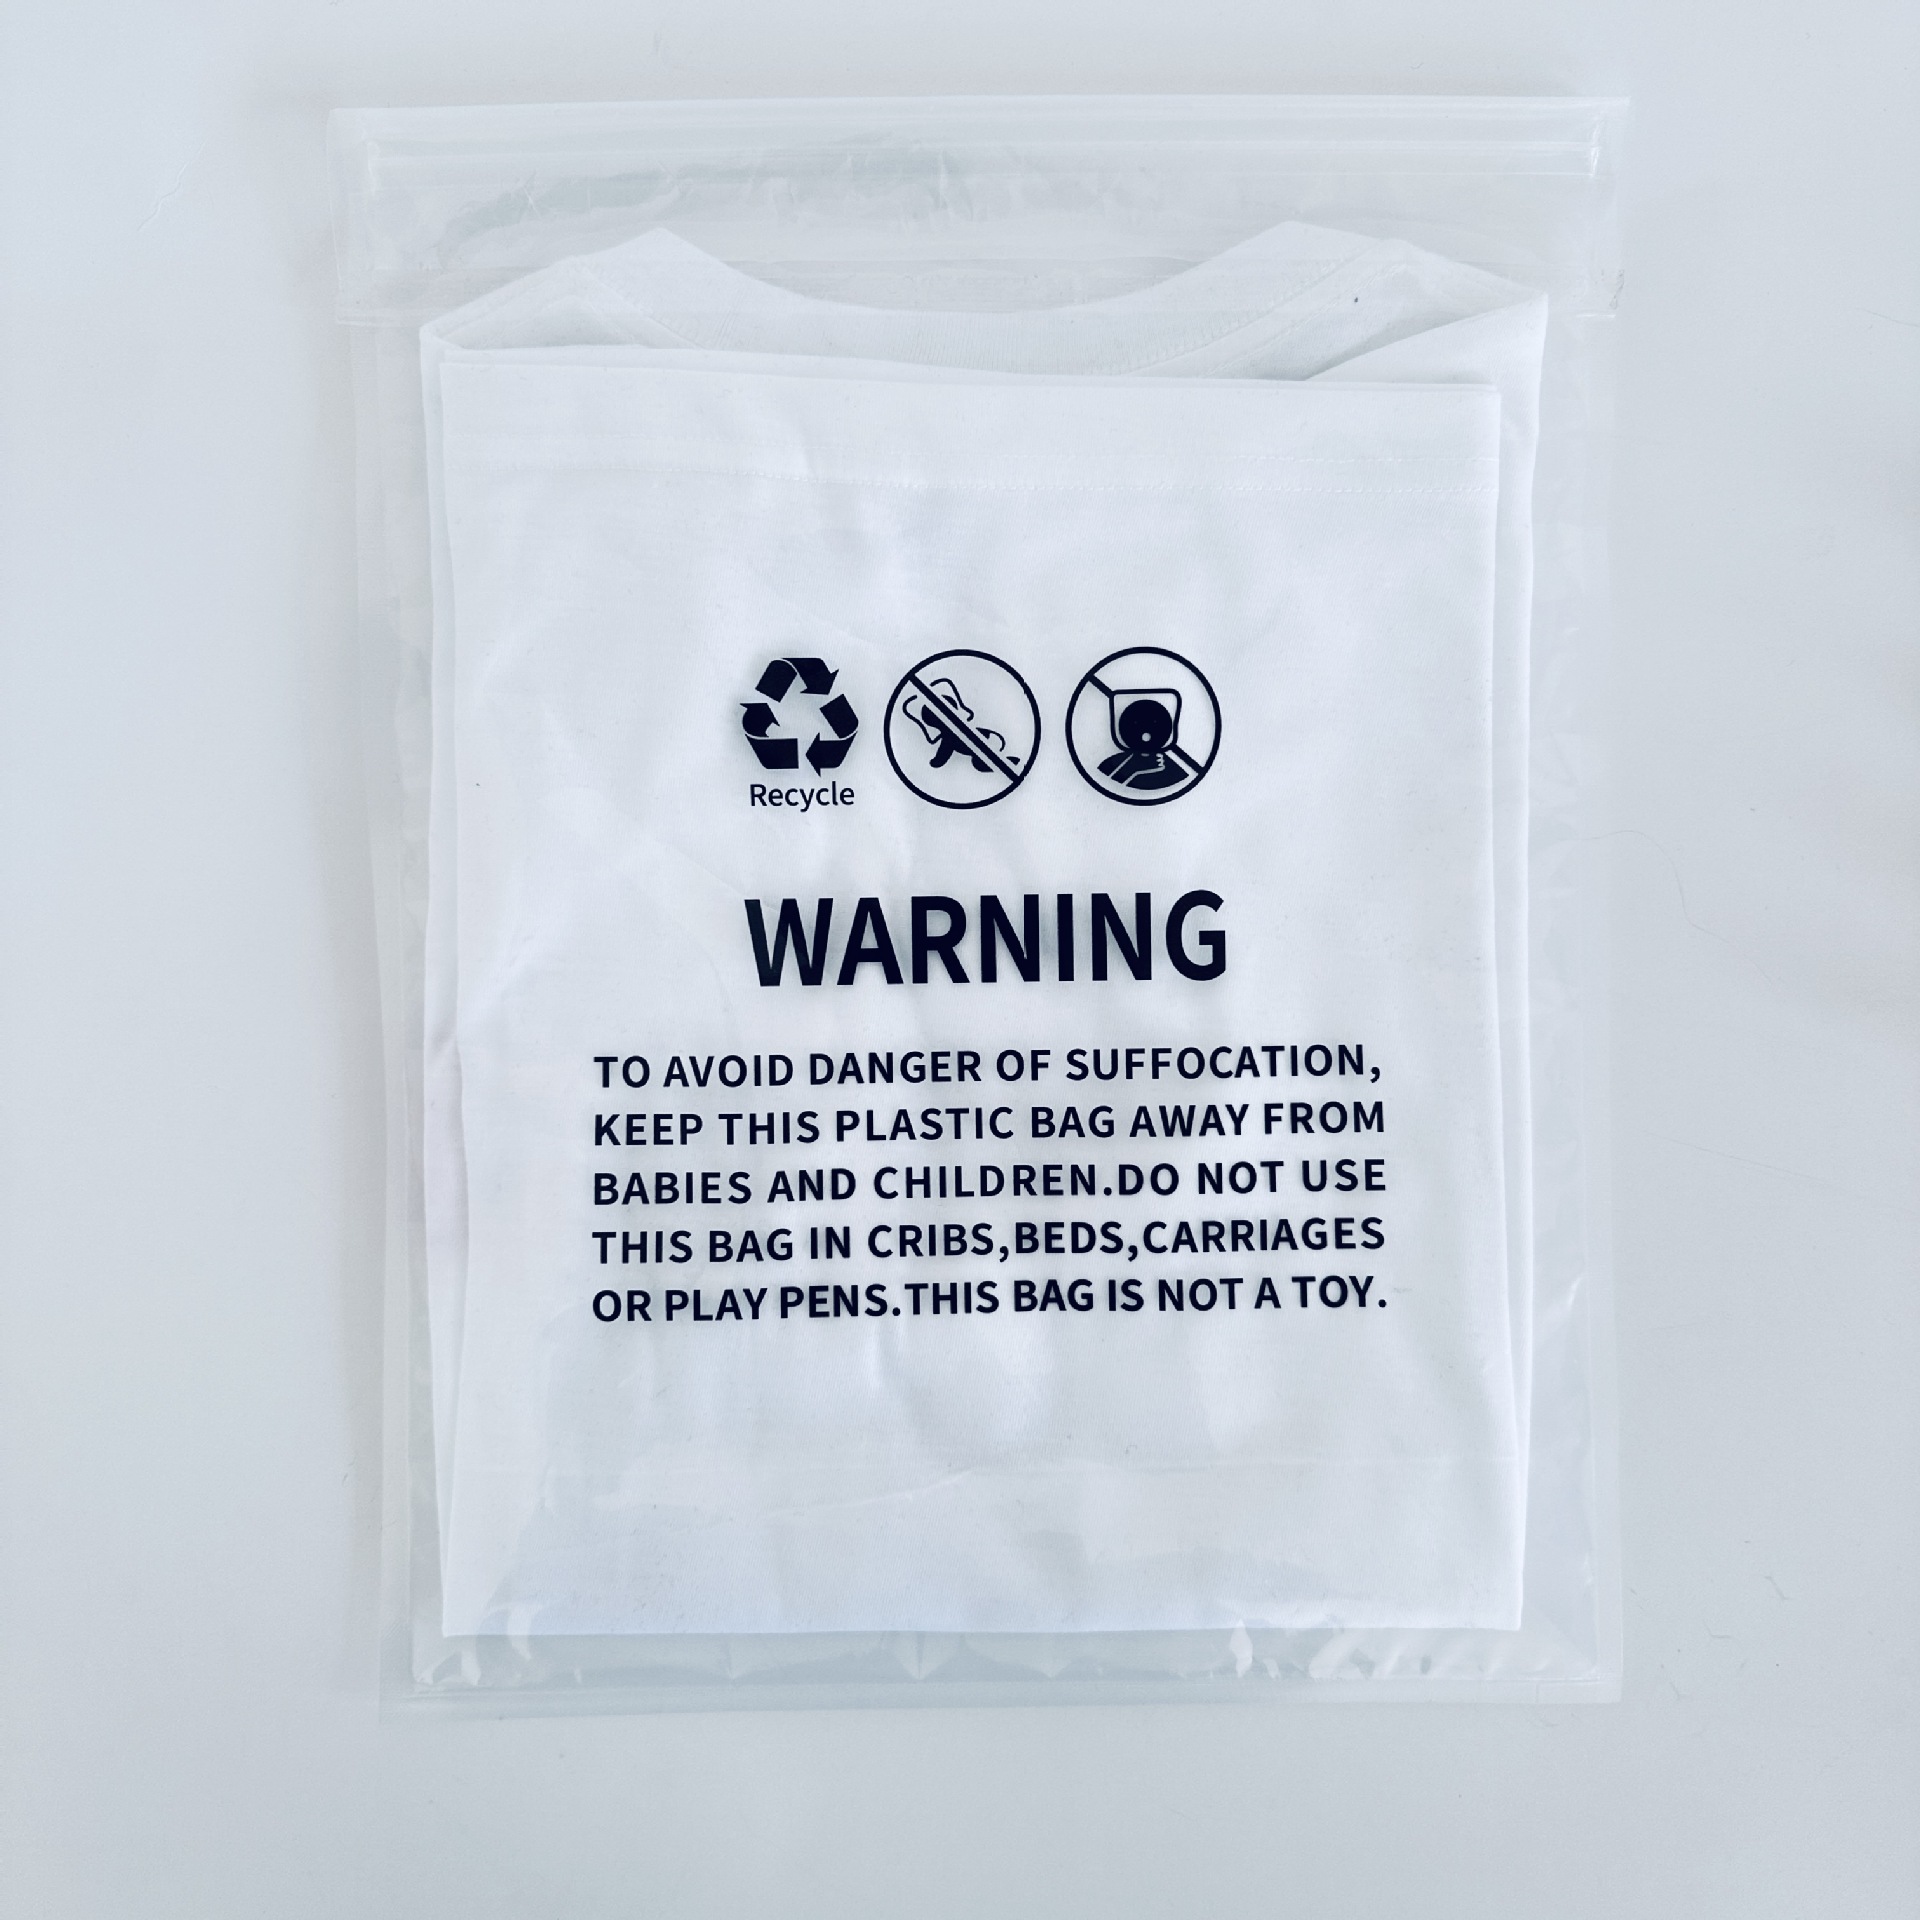 Recycle
WARNING
TO AVOID DANGER OF SUFFOCATION,
KEEP THIS PLASTIC BAG AWAY FROM
BABIES AND CHILDREN.DO NOT USE
THIS BAG IN CRIBS,BEDS,CARRIAGES
OR PLAY PENS.THIS BAG IS NOT A TOY.